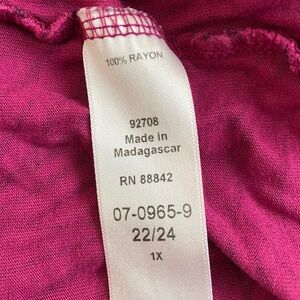 100% RAYON
92708
Made in
Madagascar
RN 88842
07-0965-9
22/24
1X